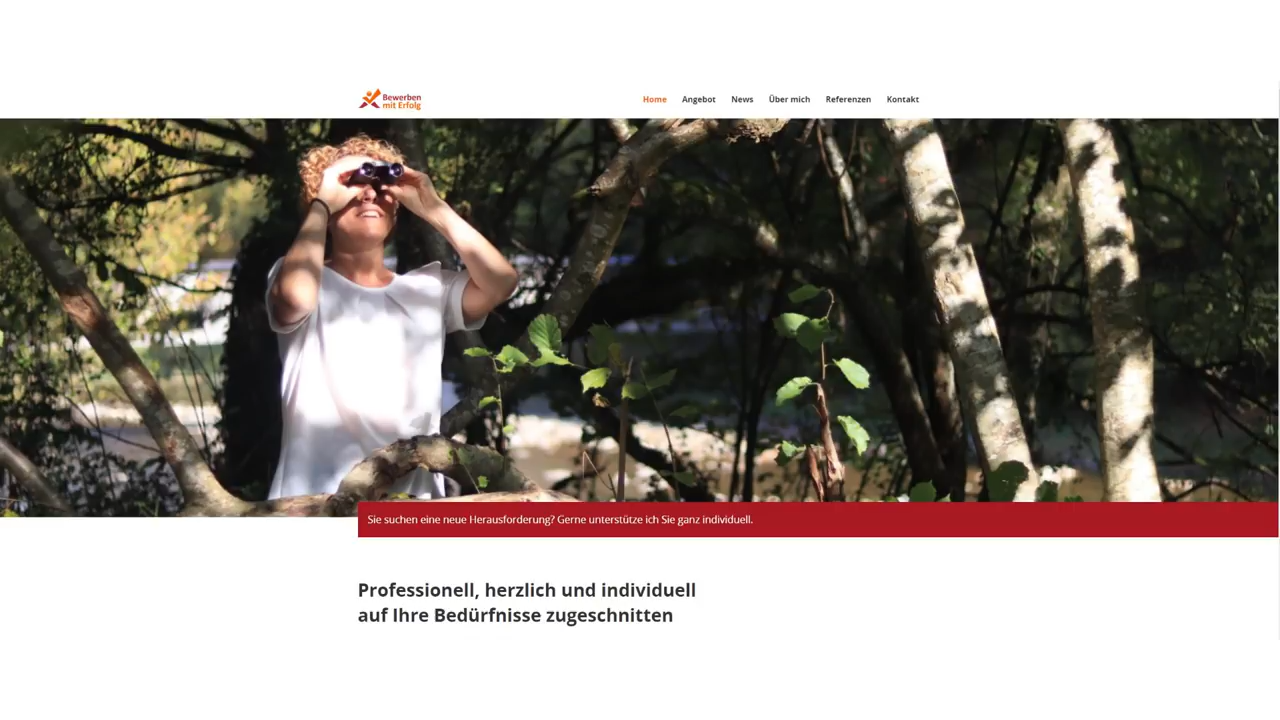 Bewerben
mit Erfolg
Home Angebot News Über mich Referenzen Kontakt
Sie suchen eine neue Herausforderung? Gerne unterstütze ich Sie ganz individuell.
Professionell, herzlich und individuell
auf Ihre Bedürfnisse zugeschnitten